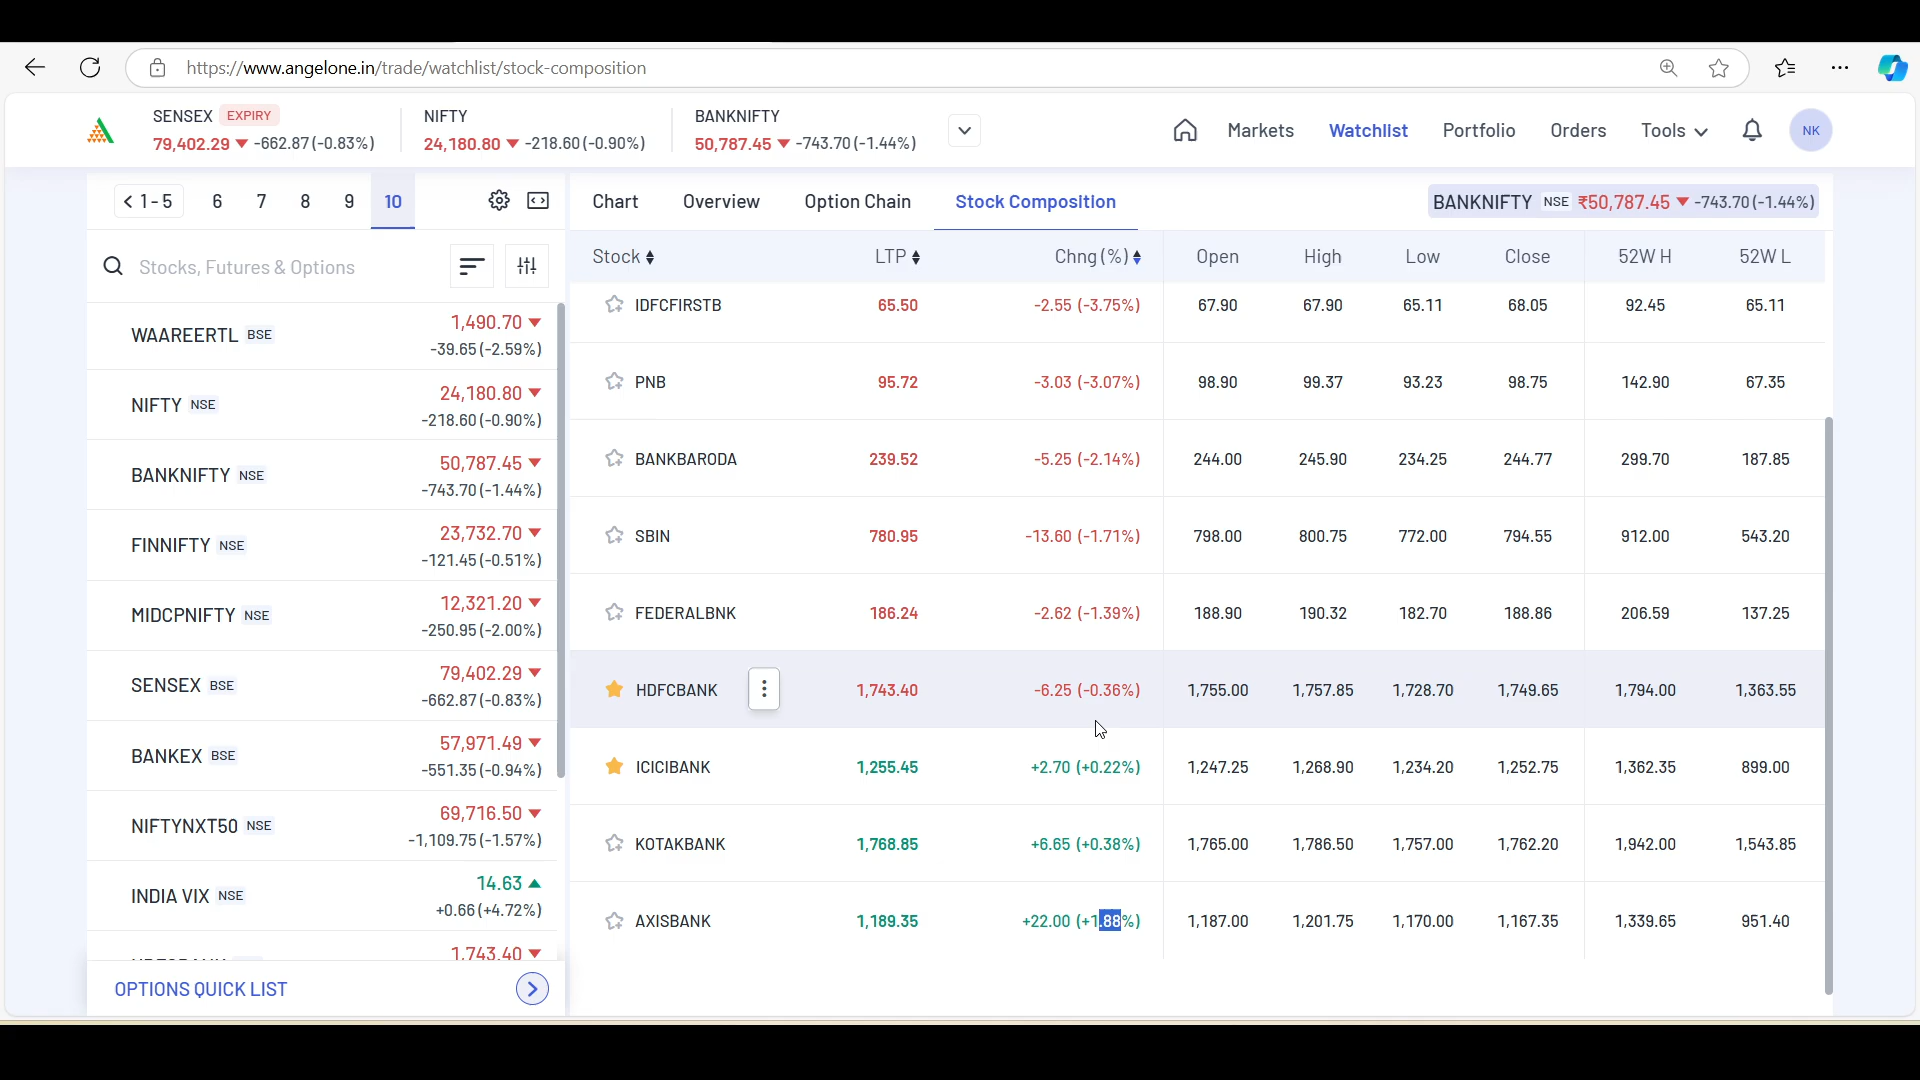 https://www.angelone.in/trade/watchlist/stock-composition
SENSEX EXPIRY
79,402.29 ▼ -662.87 (-0.83%)
NIFTY
24,180.80 ▼ -218.60 (-0.90%)
BANKNIFTY
50,787.45 ▼ -743.70 (-1.44%)
Markets Watchlist Portfolio Orders Tools NK
< 1-5 6 7 8 9 10
Stocks, Futures & Options
WAAREERTL BSE 1,490.70 ▼
-39.65 (-2.59%)
NIFTY NSE 24,180.80 ▼
-218.60 (-0.90%)
BANKNIFTY NSE 50,787.45 ▼
-743.70 (-1.44%)
FINNIFTY NSE 23,732.70 ▼
-121.45 (-0.51%)
MIDCPNIFTY NSE 12,321.20 ▼
-250.95 (-2.00%)
SENSEX BSE 79,402.29 ▼
-662.87 (-0.83%)
BANKEX BSE 57,971.49 ▼
-551.35 (-0.94%)
NIFTYNXT50 NSE 69,716.50 ▼
-1,109.75 (-1.57%)
INDIA VIX NSE 14.63 ▲
+0.66 (+4.72%)
1,743.40 ▼
OPTIONS QUICK LIST
Chart Overview Option Chain Stock Composition BANKNIFTY NSE ₹50,787.45 ▼ -743.70 (-1.44%)
Stock LTP Chng (%) Open High Low Close 52W H 52W L
IDFCFIRSTB 65.50 -2.55 (-3.75%) 67.90 67.90 65.11 68.05 92.45 65.11
PNB 95.72 -3.03 (-3.07%) 98.90 99.37 93.23 98.75 142.90 67.35
BANKBARODA 239.52 -5.25 (-2.14%) 244.00 245.90 234.25 244.77 299.70 187.85
SBIN 780.95 -13.60 (-1.71%) 798.00 800.75 772.00 794.55 912.00 543.20
FEDERALBNK 186.24 -2.62 (-1.39%) 188.90 190.32 182.70 188.86 206.59 137.25
HDFCBANK 1,743.40 -6.25 (-0.36%) 1,755.00 1,757.85 1,728.70 1,749.65 1,794.00 1,363.55
ICICIBANK 1,255.45 +2.70 (+0.22%) 1,247.25 1,268.90 1,234.20 1,252.75 1,362.35 899.00
KOTAKBANK 1,768.85 +6.65 (+0.38%) 1,765.00 1,786.50 1,757.00 1,762.20 1,942.00 1,543.85
AXISBANK 1,189.35 +22.00 (+1.88%) 1,187.00 1,201.75 1,170.00 1,167.35 1,339.65 951.40